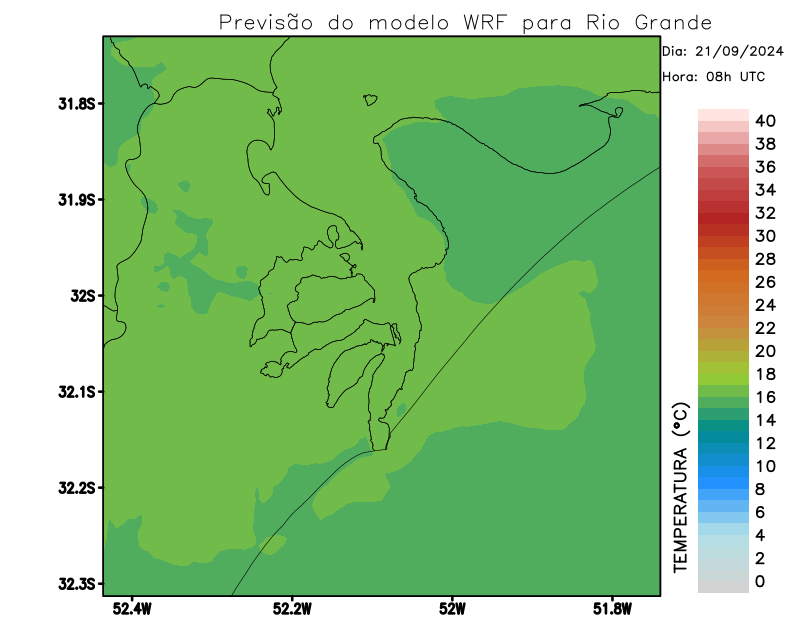 Previsão do modelo WRF para Rio Grande
Dia: 21/09/2024
Hora: 08h UTC
31.8S
31.9S
32S
32.1S
32.2S
32.3S
52.4W
52.2W
52W
51.8W
TEMPERATURA (°C)
40
38
36
34
32
30
28
26
24
22
20
18
16
14
12
10
8
6
4
2
0